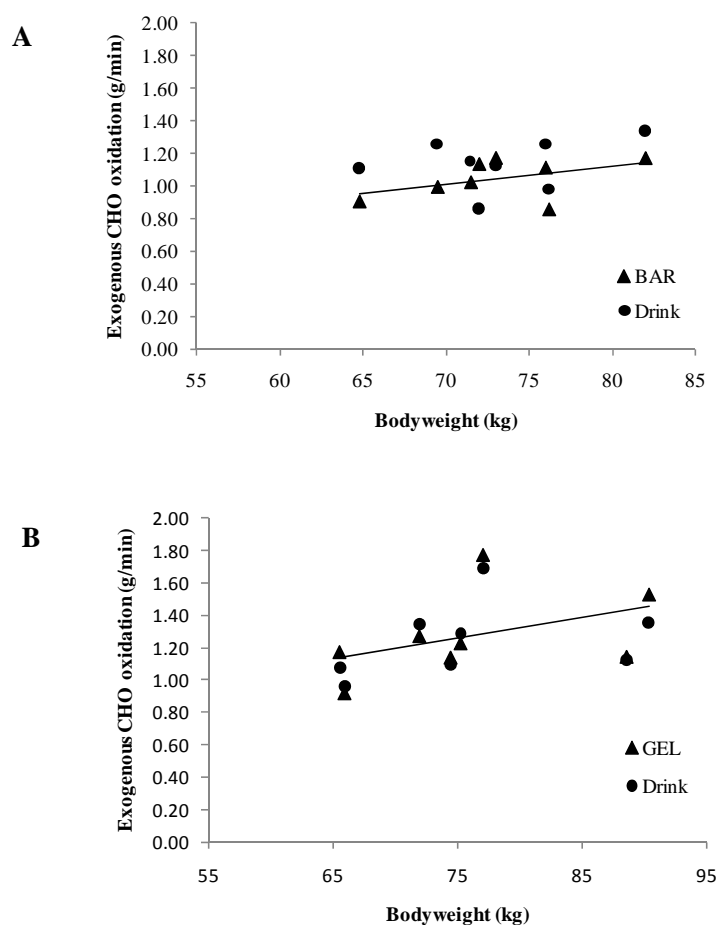 A
Exogenous CHO oxidation (g/min)
2.00
1.80
1.60
1.40
1.20
1.00
0.80
0.60
0.40
0.20
0.00
BAR
Drink
55 60 65 70 75 80 85
Bodyweight (kg)
B
Exogenous CHO oxidation (g/min)
2.00
1.80
1.60
1.40
1.20
1.00
0.80
0.60
0.40
0.20
0.00
GEL
Drink
55 65 75 85 95
Bodyweight (kg)